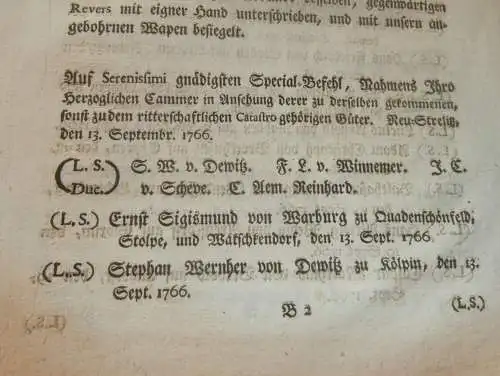 Revers mit eigner Hand unterschrieben, und mit unsern an-
gebohrnen Wapen besiegelt.
Auf Serenissimi gnädigsten Special-Befehl, Nahmens Ihro
Herzoglichen Cammer in Ansehung derer zu derselben gekommenen,
sonst zu dem ritterschaftlichen Catastro gehörigen Güter. Neu-Strelitz,
den 13. Septembr. 1766.
(L. S. Duc.) S. W. v. Dewitz. F. L. v. Winnemer. J. C.
v. Scheve. C. Aem. Reinhard.
(L. S.) Ernst Sigismund von Warburg zu Quadenschönfeld,
Stolpe, und Watschkendorf, den 13. Sept. 1766.
(L. S.) Stephan Wernher von Dewitz zu Kölpin, den 13.
Sept. 1766.
B 2
(L.S.)